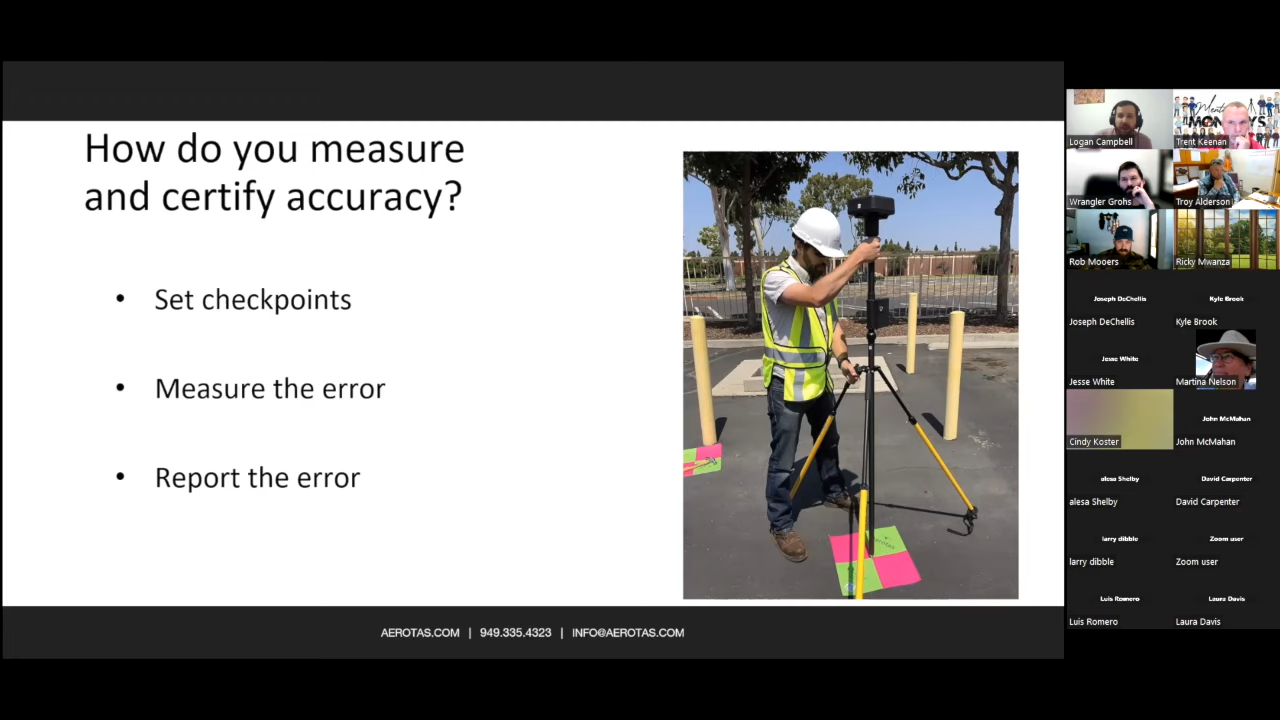 How do you measure
and certify accuracy?
• Set checkpoints
• Measure the error
• Report the error
AEROTAS.COM | 949.335.4323 | INFO@AEROTAS.COM
Logan Campbell
Trent Keenan
Wrangler Grohs
Troy Alderson
Rob Mooers
Ricky Mwanza
Joseph DeChellis
Kyle Brook
Joseph DeChellis
Kyle Brook
Jesse White
Jesse White
Martina Nelson
John McMahan
Cindy Koster
John McMahan
alesa Shelby
David Carpenter
alesa Shelby
David Carpenter
larry dibble
Zoom user
larry dibble
Zoom user
Luis Romero
Laura Davis
Luis Romero
Laura Davis